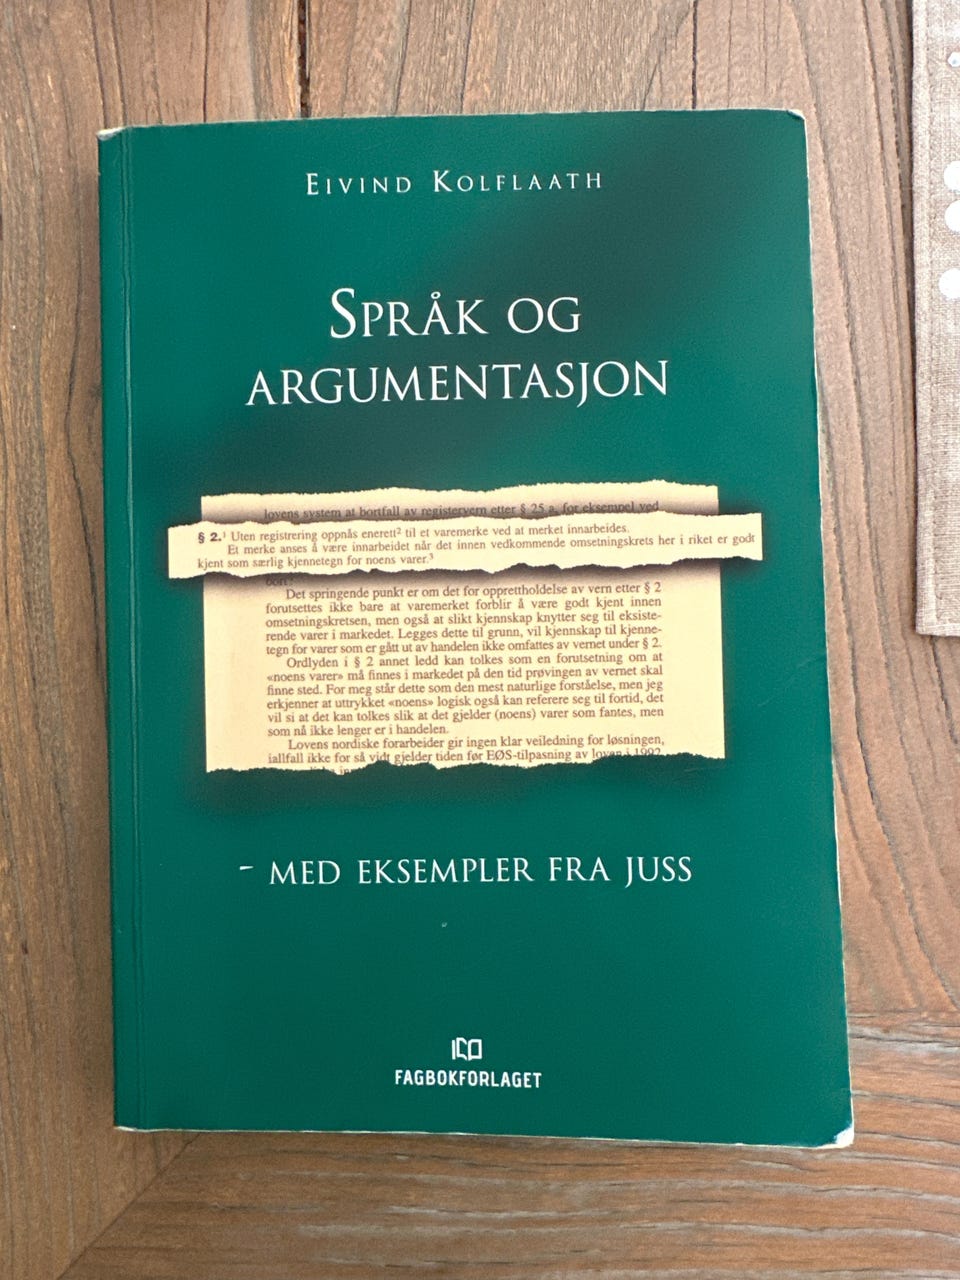 EIVIND KOLFLAATH
SPRÅK OG
ARGUMENTASJON
lovens system at bortfall av registervern etter § 25 a, for eksempel ved
§ 2.¹ Uten registrering oppnås enerett² til et varemerke ved at merket innarbeides.
Et merke anses å være innarbeidet når det innen vedkommende omsetningskrets her i riket er godt
kjent som særlig kjennetegn for noens varer.³
Det springende punkt er om det for opprettholdelse av vern etter § 2
forutsettes ikke bare at varemerket forblir å være godt kjent innen
omsetningskretsen, men også at slikt kjennskap knytter seg til eksiste-
rende varer i markedet. Legges dette til grunn, vil kjennskap til kjenne-
tegn for varer som er gått ut av handelen ikke omfattes av vernet under § 2.
Ordlyden i § 2 annet ledd kan tolkes som en forutsetning om at
«noens varer» må finnes i markedet på den tid prøvingen av vernet skal
finne sted. For meg står dette som den mest naturlige forståelse, men jeg
erkjenner at uttrykket «noens» logisk også kan referere seg til fortid, det
vil si at det kan tolkes slik at det gjelder (noens) varer som fantes, men
som nå ikke lenger er i handelen.
Lovens nordiske forarbeider gir ingen klar veiledning for løsningen,
iallfall ikke for så vidt gjelder tiden før EØS-tilpasning av loven i 1992
– MED EKSEMPLER FRA JUSS
FAGBOKFORLAGET